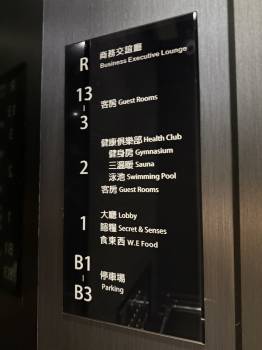 商務交誼廳
R Business Executive Lounge
13
–
3
客房 Guest Rooms
健康俱樂部 Health Club
健身房 Gymnasium
2 三溫暖 Sauna
泳池 Swimming Pool
客房 Guest Rooms
大廳 Lobby
1 賠糧 Secret & Senses
食東西 W.E Food
B1
–
B3
停車場
Parking